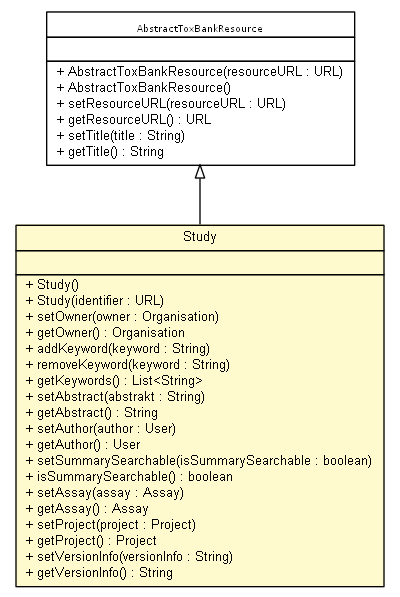 AbstractToxBankResource
+ AbstractToxBankResource(resourceURL : URL)
+ AbstractToxBankResource()
+ setResourceURL(resourceURL : URL)
+ getResourceURL() : URL
+ setTitle(title : String)
+ getTitle() : String
Study
+ Study()
+ Study(identifier : URL)
+ setOwner(owner : Organisation)
+ getOwner() : Organisation
+ addKeyword(keyword : String)
+ removeKeyword(keyword : String)
+ getKeywords() : List<String>
+ setAbstract(abstrakt : String)
+ getAbstract() : String
+ setAuthor(author : User)
+ getAuthor() : User
+ setSummarySearchable(isSummarySearchable : boolean)
+ isSummarySearchable() : boolean
+ setAssay(assay : Assay)
+ getAssay() : Assay
+ setProject(project : Project)
+ getProject() : Project
+ setVersionInfo(versionInfo : String)
+ getVersionInfo() : String